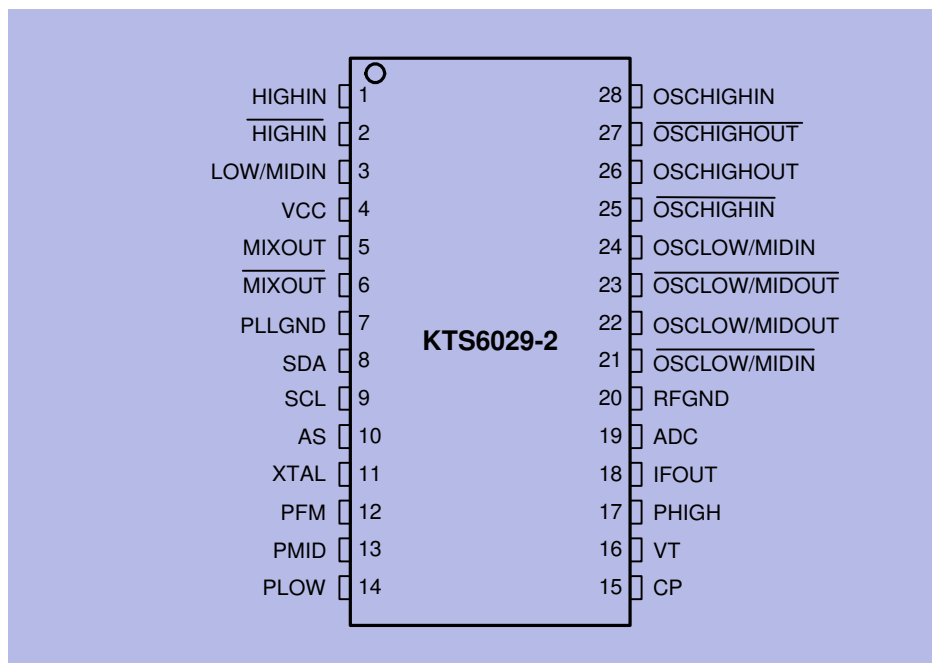 HIGHIN 1 28 OSCHIGHIN
HIGHIN 2 27 OSCHIGHOUT
LOW/MIDIN 3 26 OSCHIGHOUT
VCC 4 25 OSCHIGHIN
MIXOUT 5 24 OSCLOW/MIDIN
MIXOUT 6 23 OSCLOW/MIDOUT
PLLGND 7 22 OSCLOW/MIDOUT
KTS6029-2
SDA 8 21 OSCLOW/MIDIN
SCL 9 20 RFGND
AS 10 19 ADC
XTAL 11 18 IFOUT
PFM 12 17 PHIGH
PMID 13 16 VT
PLOW 14 15 CP